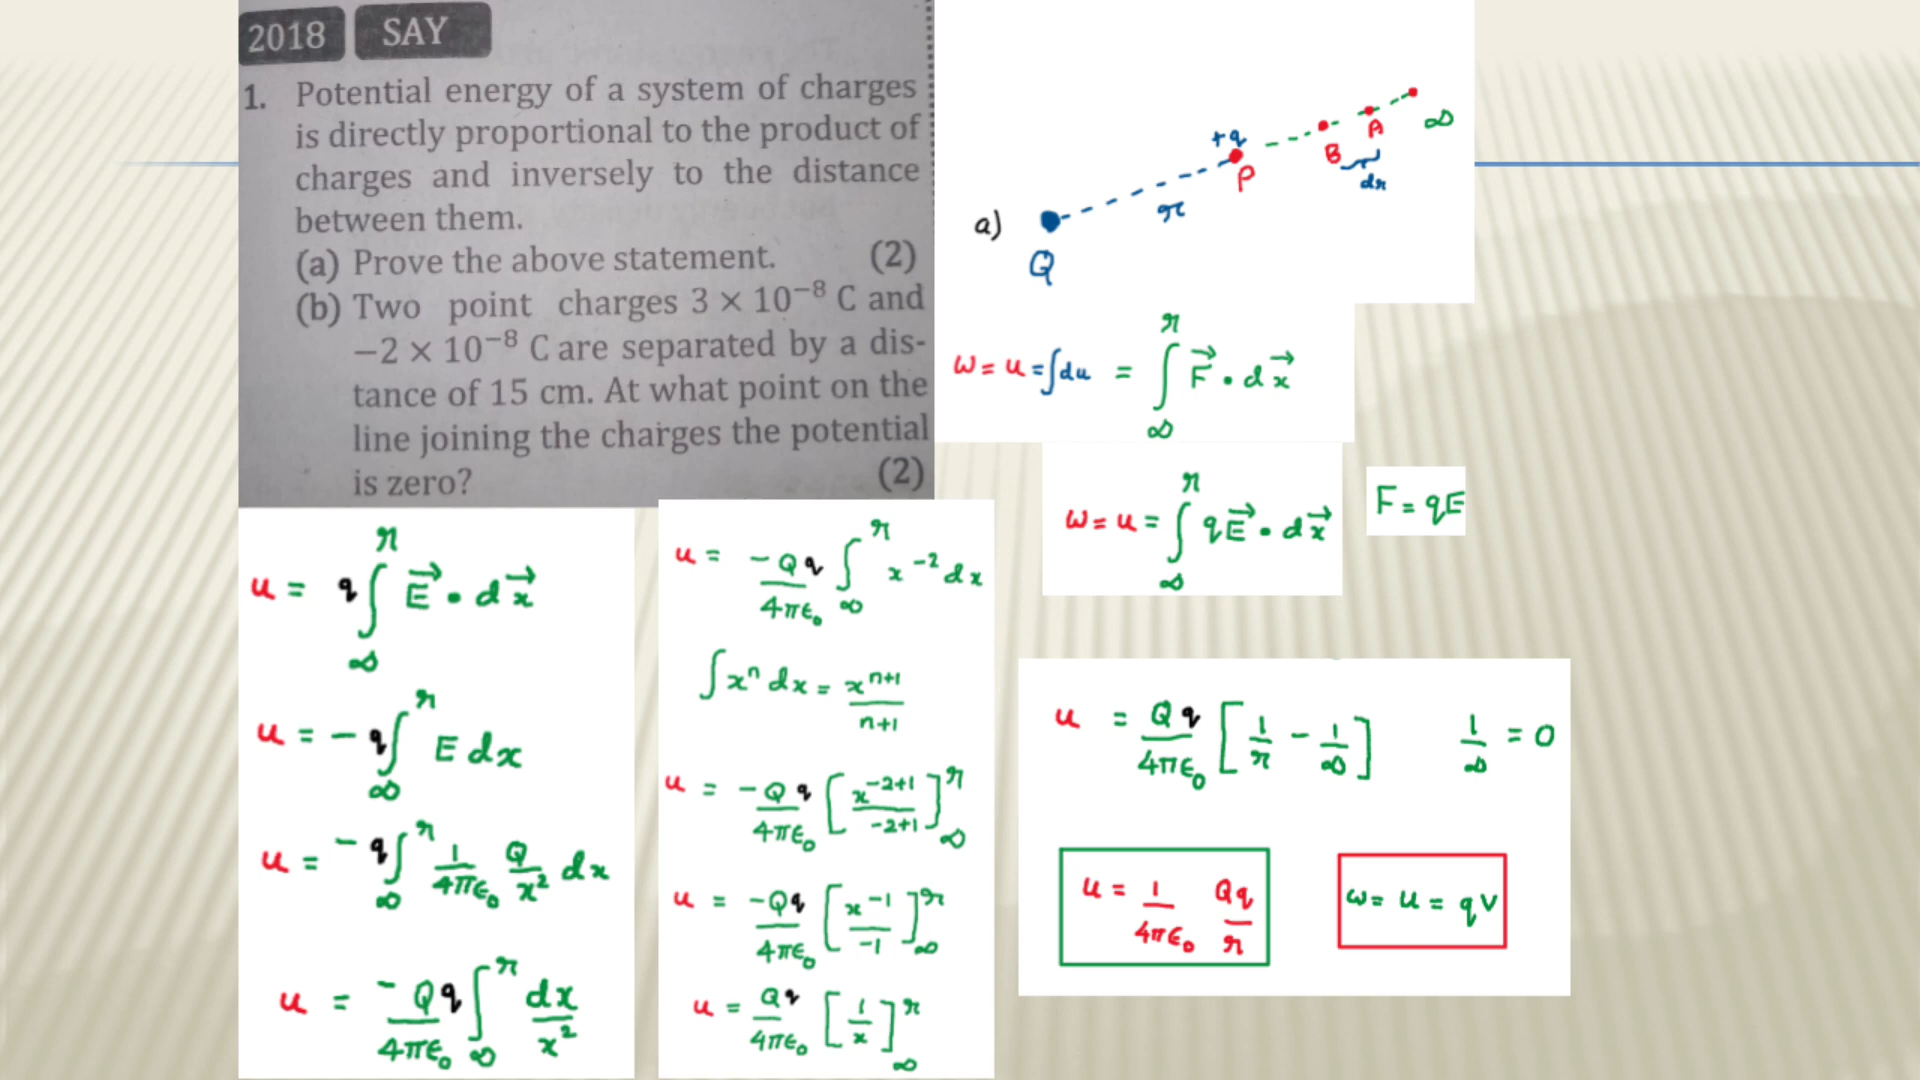 2018 SAY
1. Potential energy of a system of charges
is directly proportional to the product of
charges and inversely to the distance
between them.
(a) Prove the above statement. (2)
(b) Two point charges 3 × 10⁻⁸ C and
−2 × 10⁻⁸ C are separated by a dis-
tance of 15 cm. At what point on the
line joining the charges the potential
is zero? (2)
a)
Q
r
+q
P
B
A
dx
∞
W = U = ∫dU = ∫_∞^r F⃗ · dx⃗
W = U = ∫_∞^r qE⃗ · dx⃗
F = qE
U = q∫_∞^r E⃗ · dx⃗
U = −q∫_∞^r E dx
U = −q∫_∞^r 1/4πϵ₀ Q/x² dx
U = −Qq/4πϵ₀ ∫_∞^r dx/x²
U = −Qq/4πϵ₀ ∫_∞^r x⁻² dx
∫xⁿ dx = xⁿ⁺¹/n+1
U = −Qq/4πϵ₀ [x⁻²⁺¹/−2+1]_∞^r
U = −Qq/4πϵ₀ [x⁻¹/−1]_∞^r
U = Qq/4πϵ₀ [1/x]_∞^r
U = Qq/4πϵ₀ [1/r − 1/∞] 1/∞ = 0
U = 1/4πϵ₀ Qq/r
W = U = qV